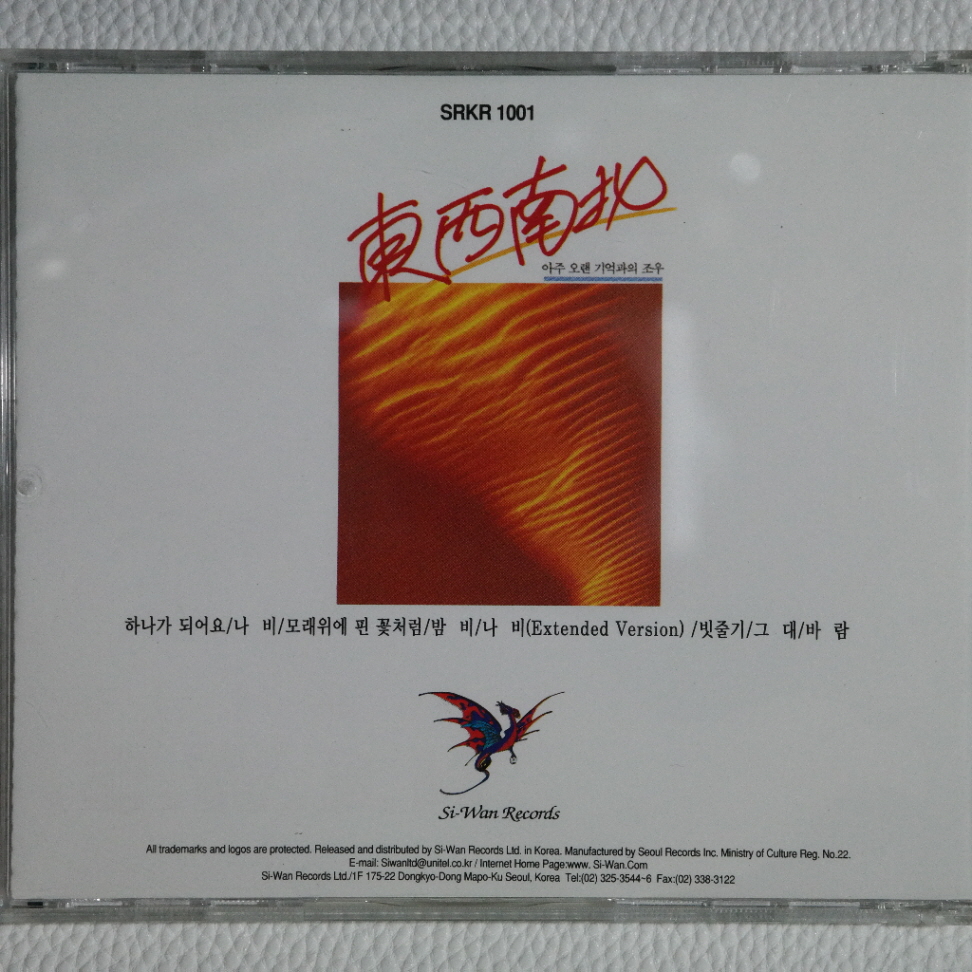 SRKR 1001
東西南北
아주 오랜 기억과의 조우
하나가 되어요/나 비/모래위에 핀 꽃처럼/밤 비/나 비(Extended Version) /빗줄기/그 대/바 람
Si-Wan Records
All trademarks and logos are protected. Released and distributed by Si-Wan Records Ltd. in Korea. Manufactured by Seoul Records Inc. Ministry of Culture Reg. No.22.
E-mail: Siwanltd@unitel.co.kr / Internet Home Page:www. Si-Wan.Com
Si-Wan Records Ltd./1F 175-22 Dongkyo-Dong Mapo-Ku Seoul, Korea Tel:(02) 325-3544~6 Fax:(02) 338-3122